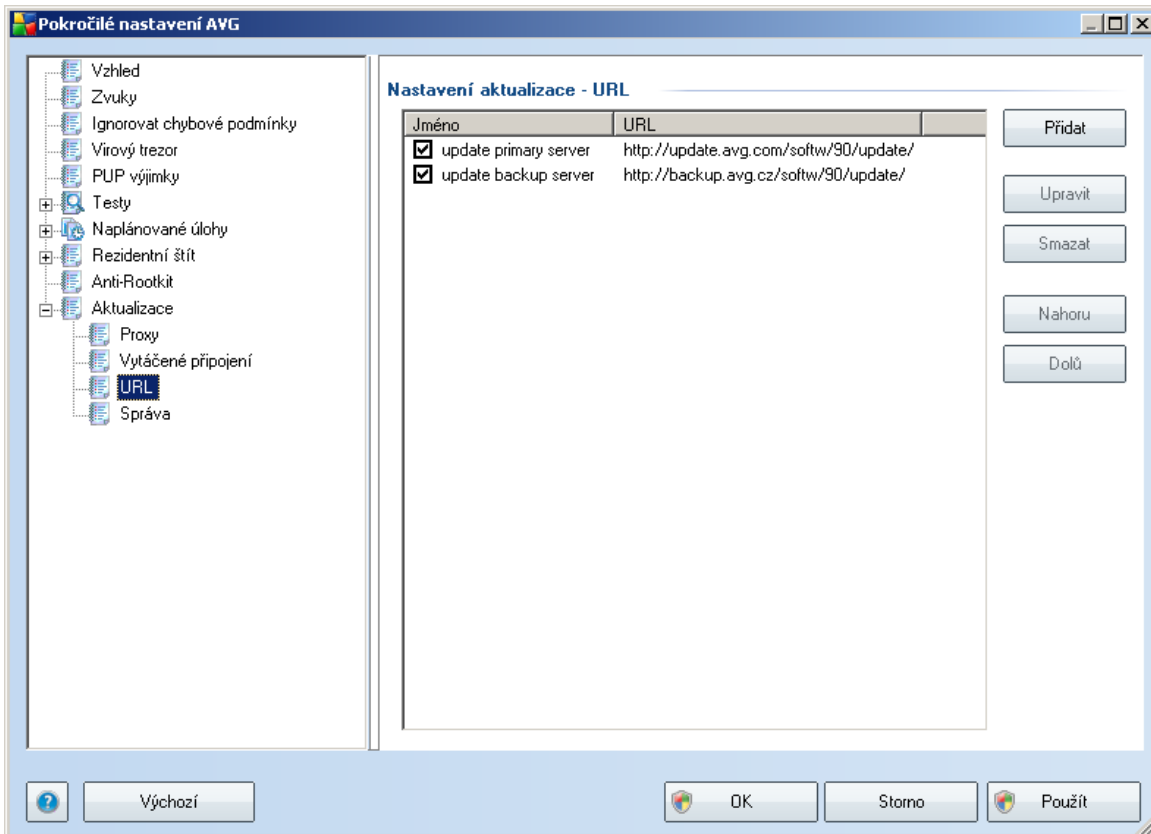 Pokročilé nastavení AVG
Vzhled
Zvuky
Ignorovat chybové podmínky
Virový trezor
PUP výjimky
Testy
Naplánované úlohy
Rezidentní štít
Anti-Rootkit
Aktualizace
Proxy
Vytáčené připojení
URL
Správa
Nastavení aktualizace - URL
Jméno URL
update primary server http://update.avg.com/softw/90/update/
update backup server http://backup.avg.cz/softw/90/update/
Přidat
Upravit
Smazat
Nahoru
Dolů
Výchozí
OK
Storno
Použít